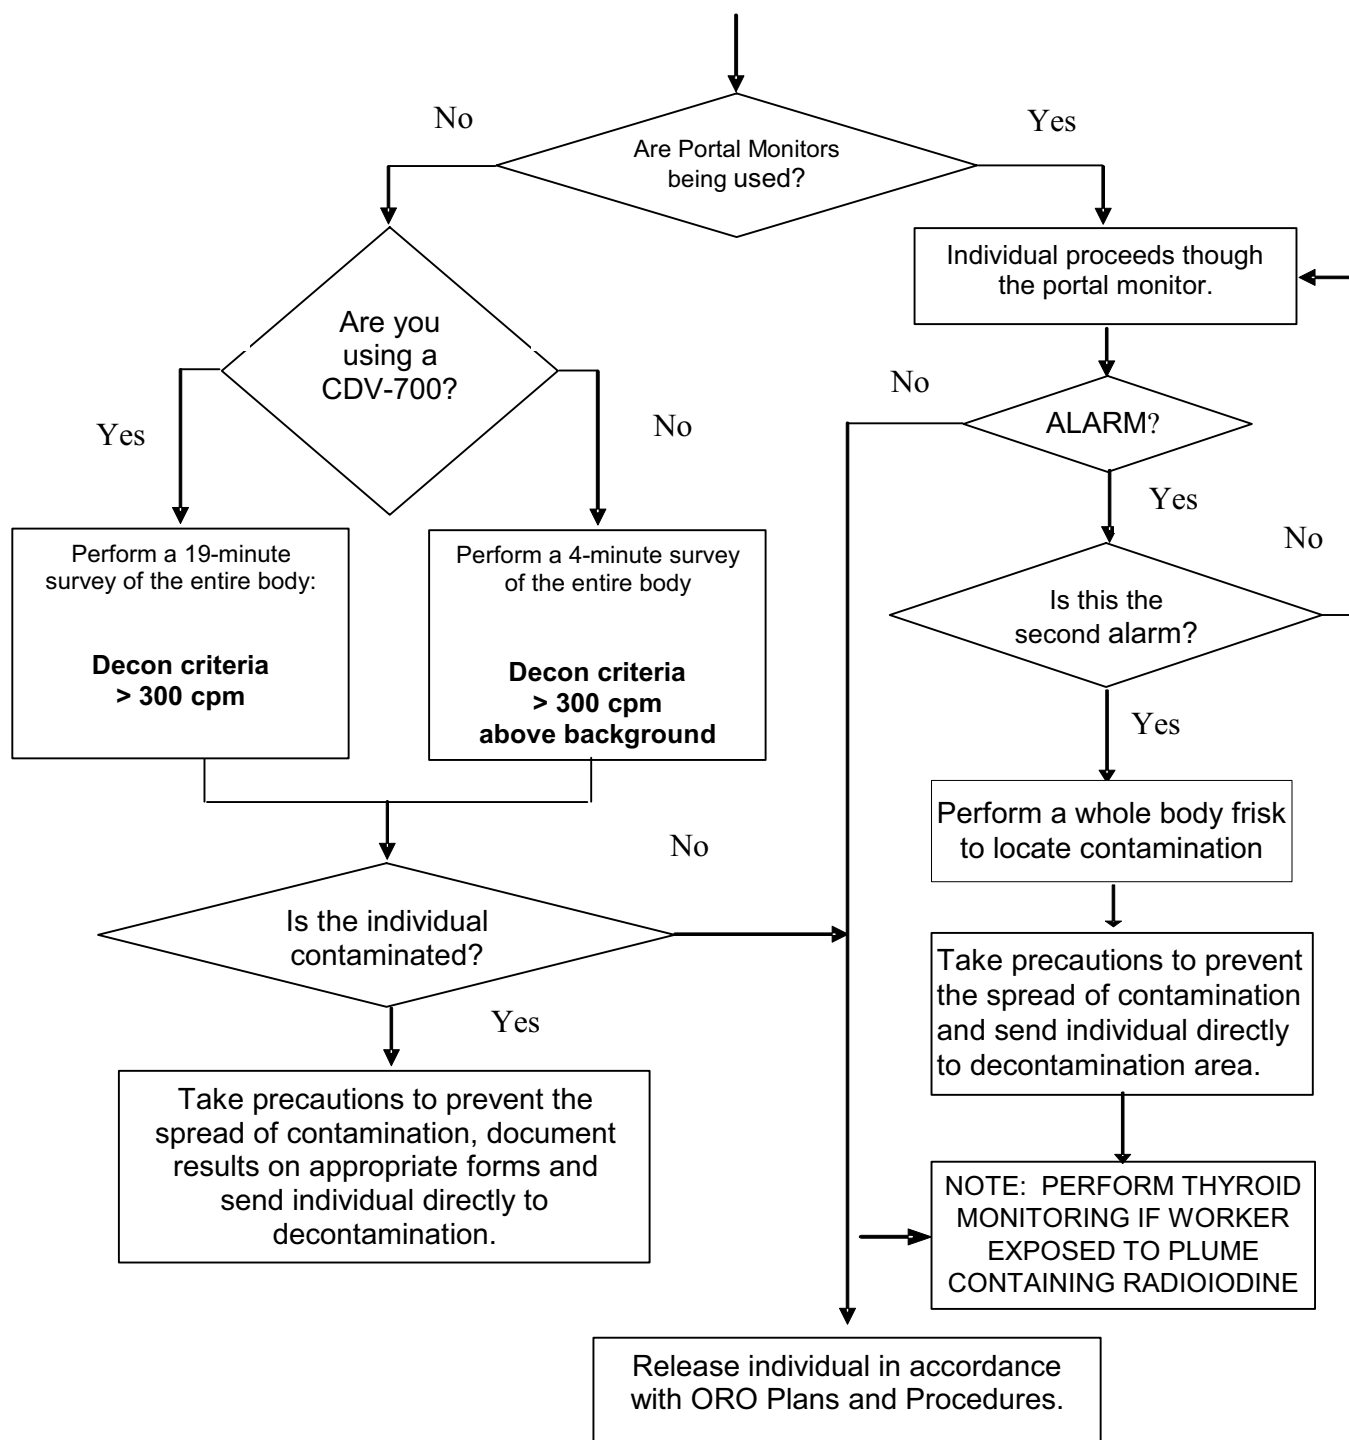 No
Yes
Are Portal Monitors
being used?
Individual proceeds though
the portal monitor.
Are you
using a
CDV-700?
Yes
No
No
ALARM?
Yes
No
Perform a 19-minute
survey of the entire body:
Decon criteria
> 300 cpm
Perform a 4-minute survey
of the entire body
Decon criteria
> 300 cpm
above background
Is this the
second alarm?
Yes
Perform a whole body frisk
to locate contamination
No
Is the individual
contaminated?
Yes
Take precautions to prevent
the spread of contamination
and send individual directly
to decontamination area.
Take precautions to prevent the
spread of contamination, document
results on appropriate forms and
send individual directly to
decontamination.
NOTE: PERFORM THYROID
MONITORING IF WORKER
EXPOSED TO PLUME
CONTAINING RADIOIODINE
Release individual in accordance
with ORO Plans and Procedures.